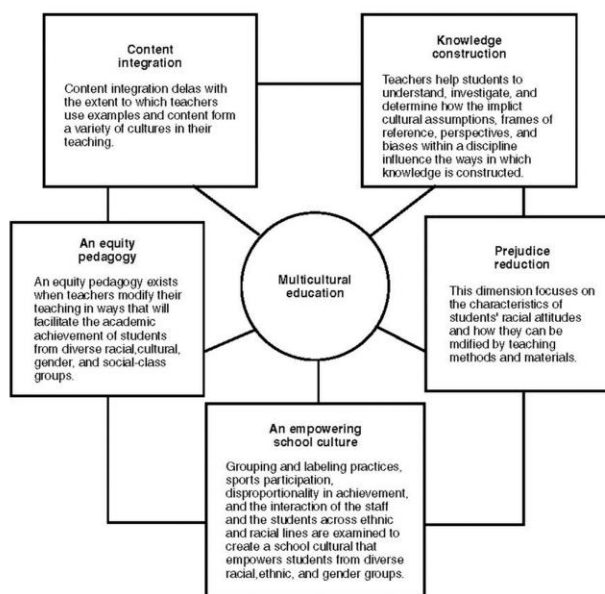 Content
integration
Content integration delas with
the extent to which teachers
use examples and content form
a variety of cultures in their
teaching.
Knowledge
construction
Teachers help students to
understand, investigate, and
determine how the implict
cultural assumptions, frames of
reference, perspectives, and
biases within a discipline
influence the ways in which
knowledge is constructed.
An equity
pedagogy
An equity pedagogy exists
when teachers modify their
teaching in ways that will
facilitate the academic
achievement of students
from diverse racial,cultural,
gender, and social-class
groups.
Multicultural
education
Prejudice
reduction
This dimension focuses on
the characteristics of
students' racial attitudes
and how they can be
mdified by teaching
methods and materials.
An empowering
school culture
Grouping and labeling practices,
sports participation,
disproportionality in achievement,
and the interaction of the staff
and the students across ethnic
and racial lines are examined to
create a school cultural that
empowers students from diverse
racial,ethnic, and gender groups.